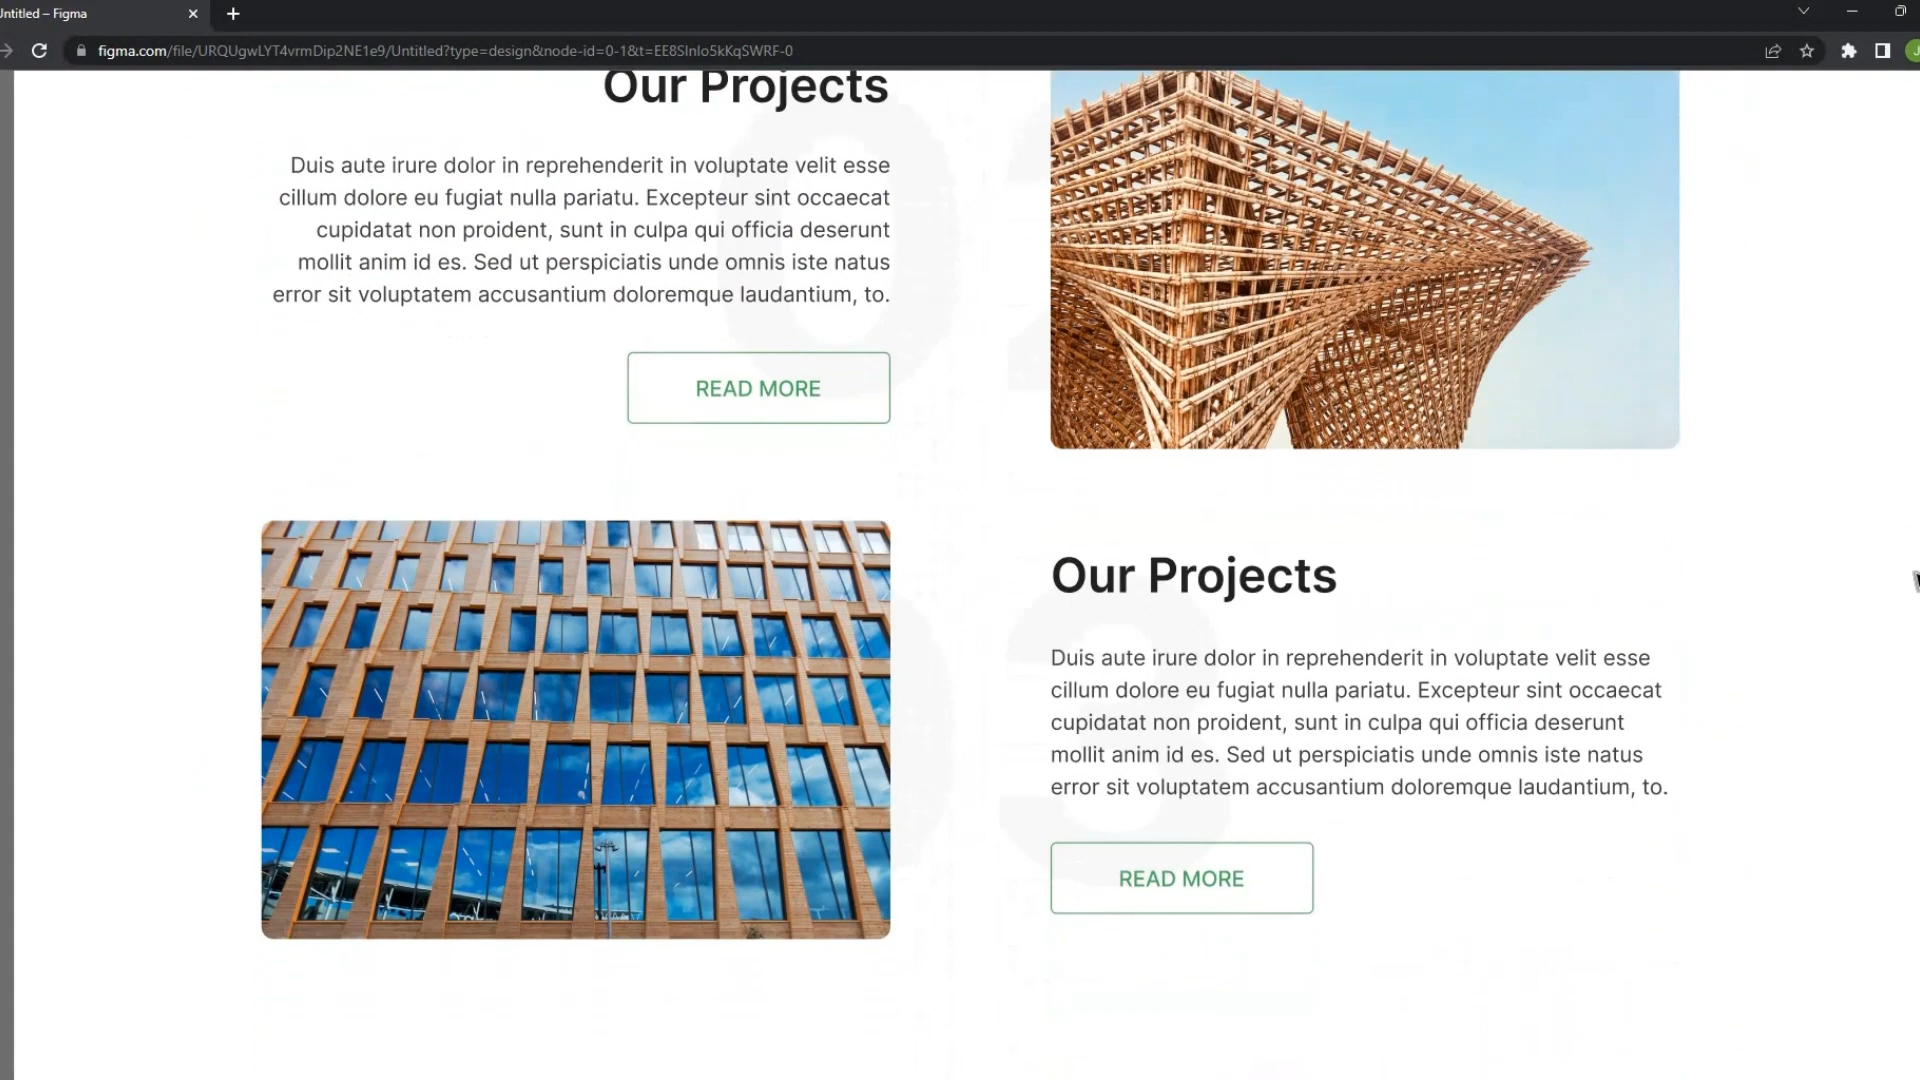 Untitled – Figma
figma.com/file/URQUgwLYT4vrmDip2NE1e9/Untitled?type=design&node-id=0-1&t=EE8SInIo5kKqSWRF-0
Our Projects
Duis aute irure dolor in reprehenderit in voluptate velit esse
cillum dolore eu fugiat nulla pariatu. Excepteur sint occaecat
cupidatat non proident, sunt in culpa qui officia deserunt
mollit anim id es. Sed ut perspiciatis unde omnis iste natus
error sit voluptatem accusantium doloremque laudantium, to.
READ MORE
02
Our Projects
Duis aute irure dolor in reprehenderit in voluptate velit esse
cillum dolore eu fugiat nulla pariatu. Excepteur sint occaecat
cupidatat non proident, sunt in culpa qui officia deserunt
mollit anim id es. Sed ut perspiciatis unde omnis iste natus
error sit voluptatem accusantium doloremque laudantium, to.
READ MORE
03